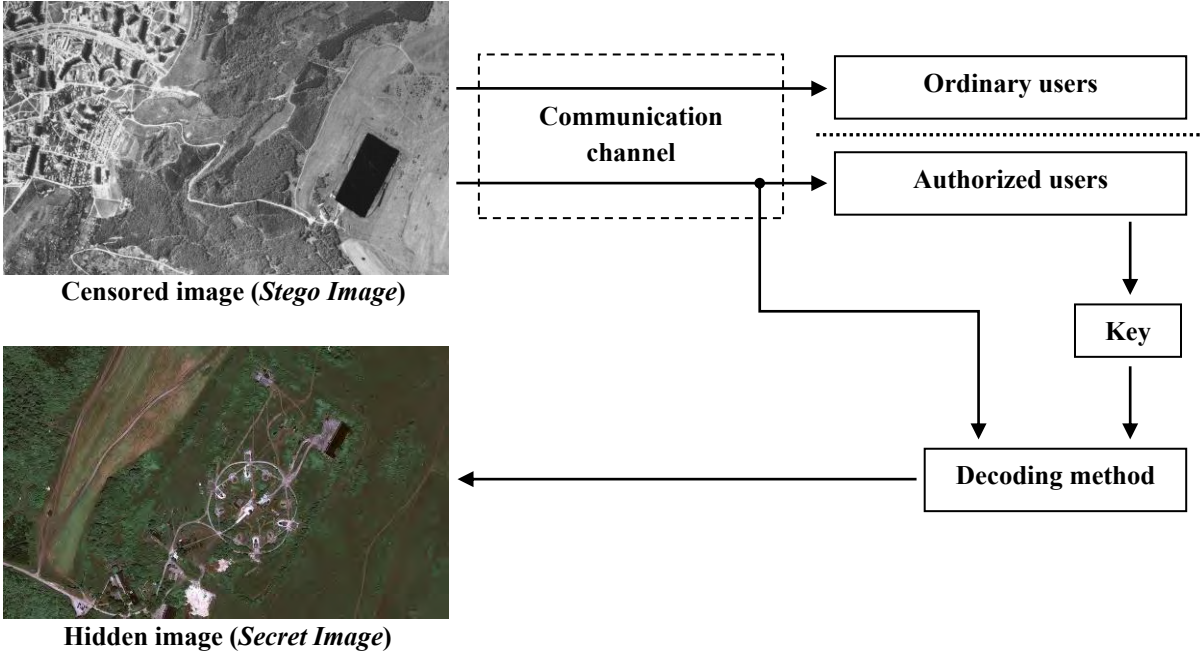 Ordinary users
Communication
channel
Authorized users
Censored image (Stego Image)
Key
Decoding method
Hidden image (Secret Image)